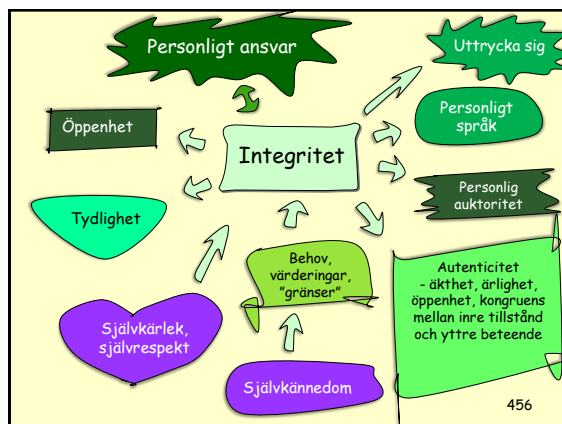 Personligt ansvar
Uttrycka sig
Öppenhet
Personligt
språk
Integritet
Personlig
auktoritet
Tydlighet
Behov,
värderingar,
"gränser"
Autenticitet
- äkthet, ärlighet,
öppenhet, kongruens
mellan inre tillstånd
och yttre beteende
Självkärlek,
självrespekt
Självkännedom
456